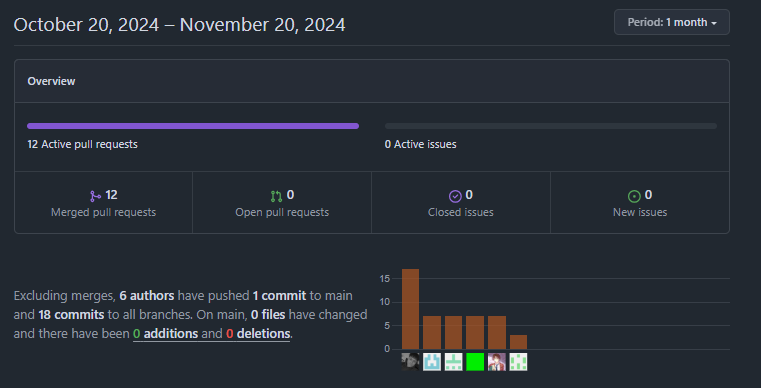 October 20, 2024 – November 20, 2024
Period: 1 month
Overview
12 Active pull requests
0 Active issues
12
Merged pull requests
0
Open pull requests
0
Closed issues
0
New issues
Excluding merges, 6 authors have pushed 1 commit to main
and 18 commits to all branches. On main, 0 files have changed
and there have been 0 additions and 0 deletions.
15
10
5
0